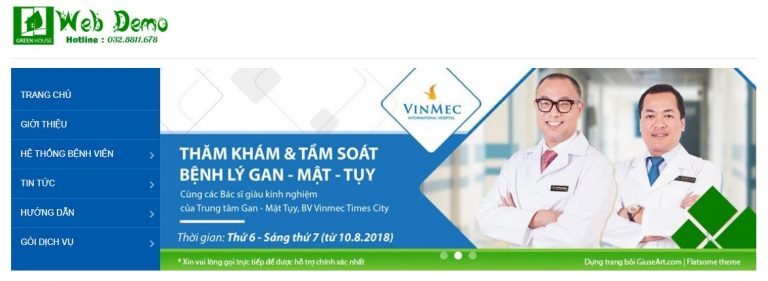 Web Demo
GREEN HOUSE
Hotline : 032.8811.678
TRANG CHỦ
GIỚI THIỆU
HỆ THỐNG BỆNH VIỆN
TIN TỨC
HƯỚNG DẪN
GÓI DỊCH VỤ
VINMEC
INTERNATIONAL HOSPITAL
THĂM KHÁM & TẦM SOÁT
BỆNH LÝ GAN - MẬT - TỤY
Cùng các Bác sĩ giàu kinh nghiệm
của Trung tâm Gan - Mật Tụy, BV Vinmec Times City
Thời gian: Thứ 6 - Sáng thứ 7 (từ 10.8.2018)
* Xin vui lòng gọi trực tiếp để được hỗ trợ chính xác nhất
Dựng trang bởi GiuseArt.com | Flatsome theme